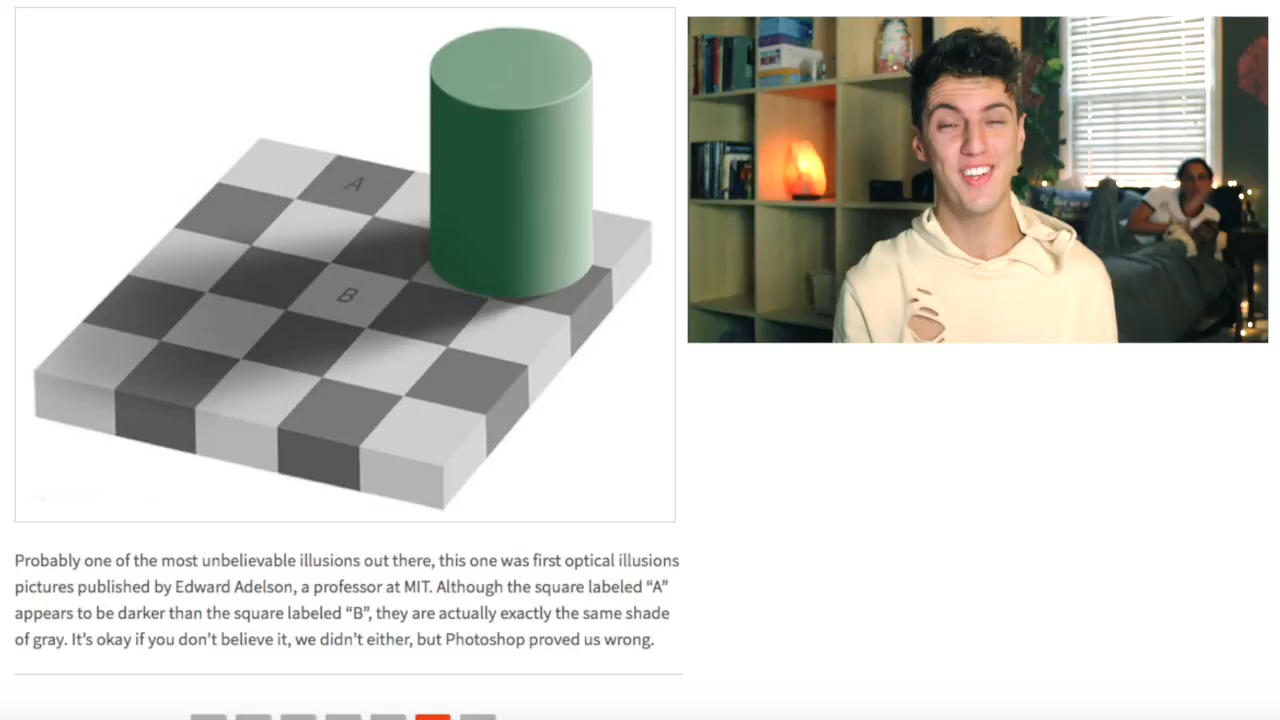 A
B
Probably one of the most unbelievable illusions out there, this one was first optical illusions
pictures published by Edward Adelson, a professor at MIT. Although the square labeled “A”
appears to be darker than the square labeled “B”, they are actually exactly the same shade
of gray. It’s okay if you don’t believe it, we didn’t either, but Photoshop proved us wrong.